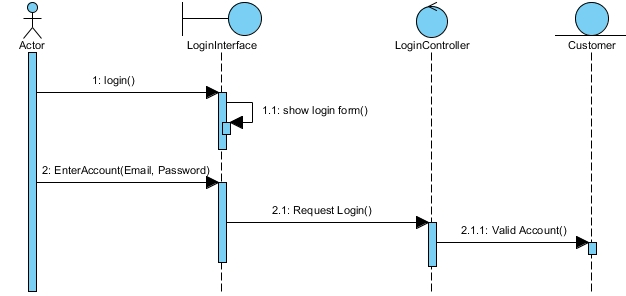 Actor
LoginInterface
LoginController
Customer
1: login()
1.1: show login form()
2: EnterAccount(Email, Password)
2.1: Request Login()
2.1.1: Valid Account()